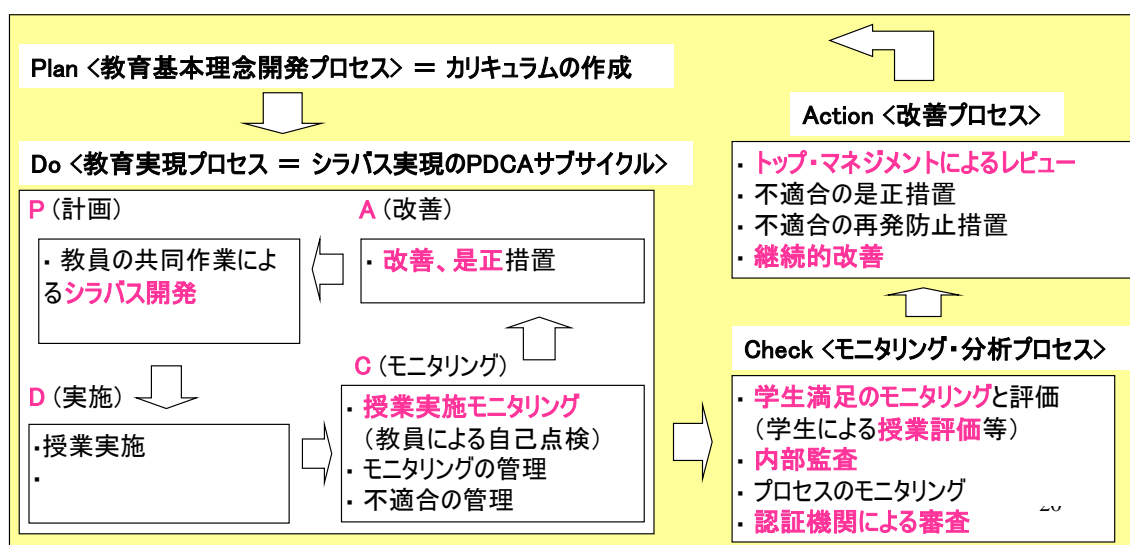 Plan <教育基本理念開発プロセス> = カリキュラムの作成
Do <教育実現プロセス = シラバス実現のPDCAサブサイクル>
P (計画)
・ 教員の共同作業によ
るシラバス開発
A (改善)
・ 改善、是正措置
D (実施)
・授業実施
・
C (モニタリング)
・ 授業実施モニタリング
(教員による自己点検)
・ モニタリングの管理
・ 不適合の管理
Action <改善プロセス>
・ トップ・マネジメントによるレビュー
・ 不適合の是正措置
・ 不適合の再発防止措置
・ 継続的改善
Check <モニタリング・分析プロセス>
・ 学生満足のモニタリングと評価
(学生による授業評価等)
・ 内部監査
・ プロセスのモニタリング
・ 認証機関による審査